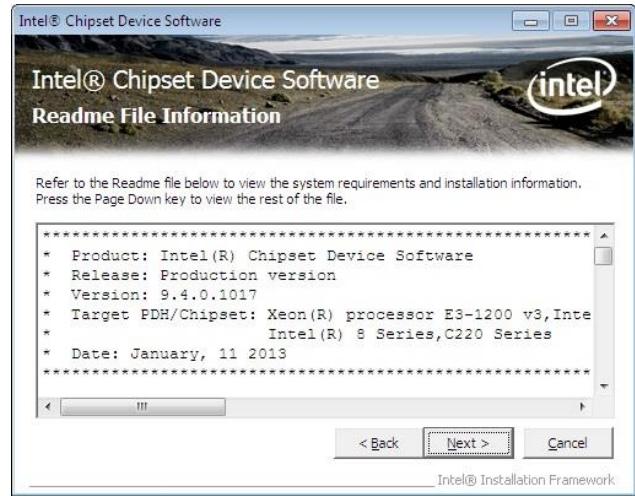 Intel® Chipset Device Software
Intel® Chipset Device Software
intel
Readme File Information
Refer to the Readme file below to view the system requirements and installation information.
Press the Page Down key to view the rest of the file.
************************************************************
* Product: Intel(R) Chipset Device Software
* Release: Production version
* Version: 9.4.0.1017
* Target PDH/Chipset: Xeon(R) processor E3-1200 v3,Inte
* Intel(R) 8 Series,C220 Series
* Date: January, 11 2013
************************************************************
< Back
Next >
Cancel
Intel® Installation Framework